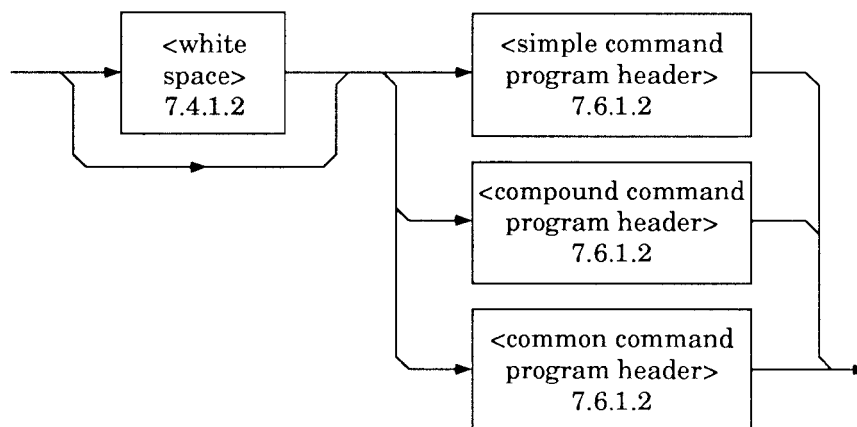 <white
space>
7.4.1.2
<simple command
program header>
7.6.1.2
<compound command
program header>
7.6.1.2
<common command
program header>
7.6.1.2